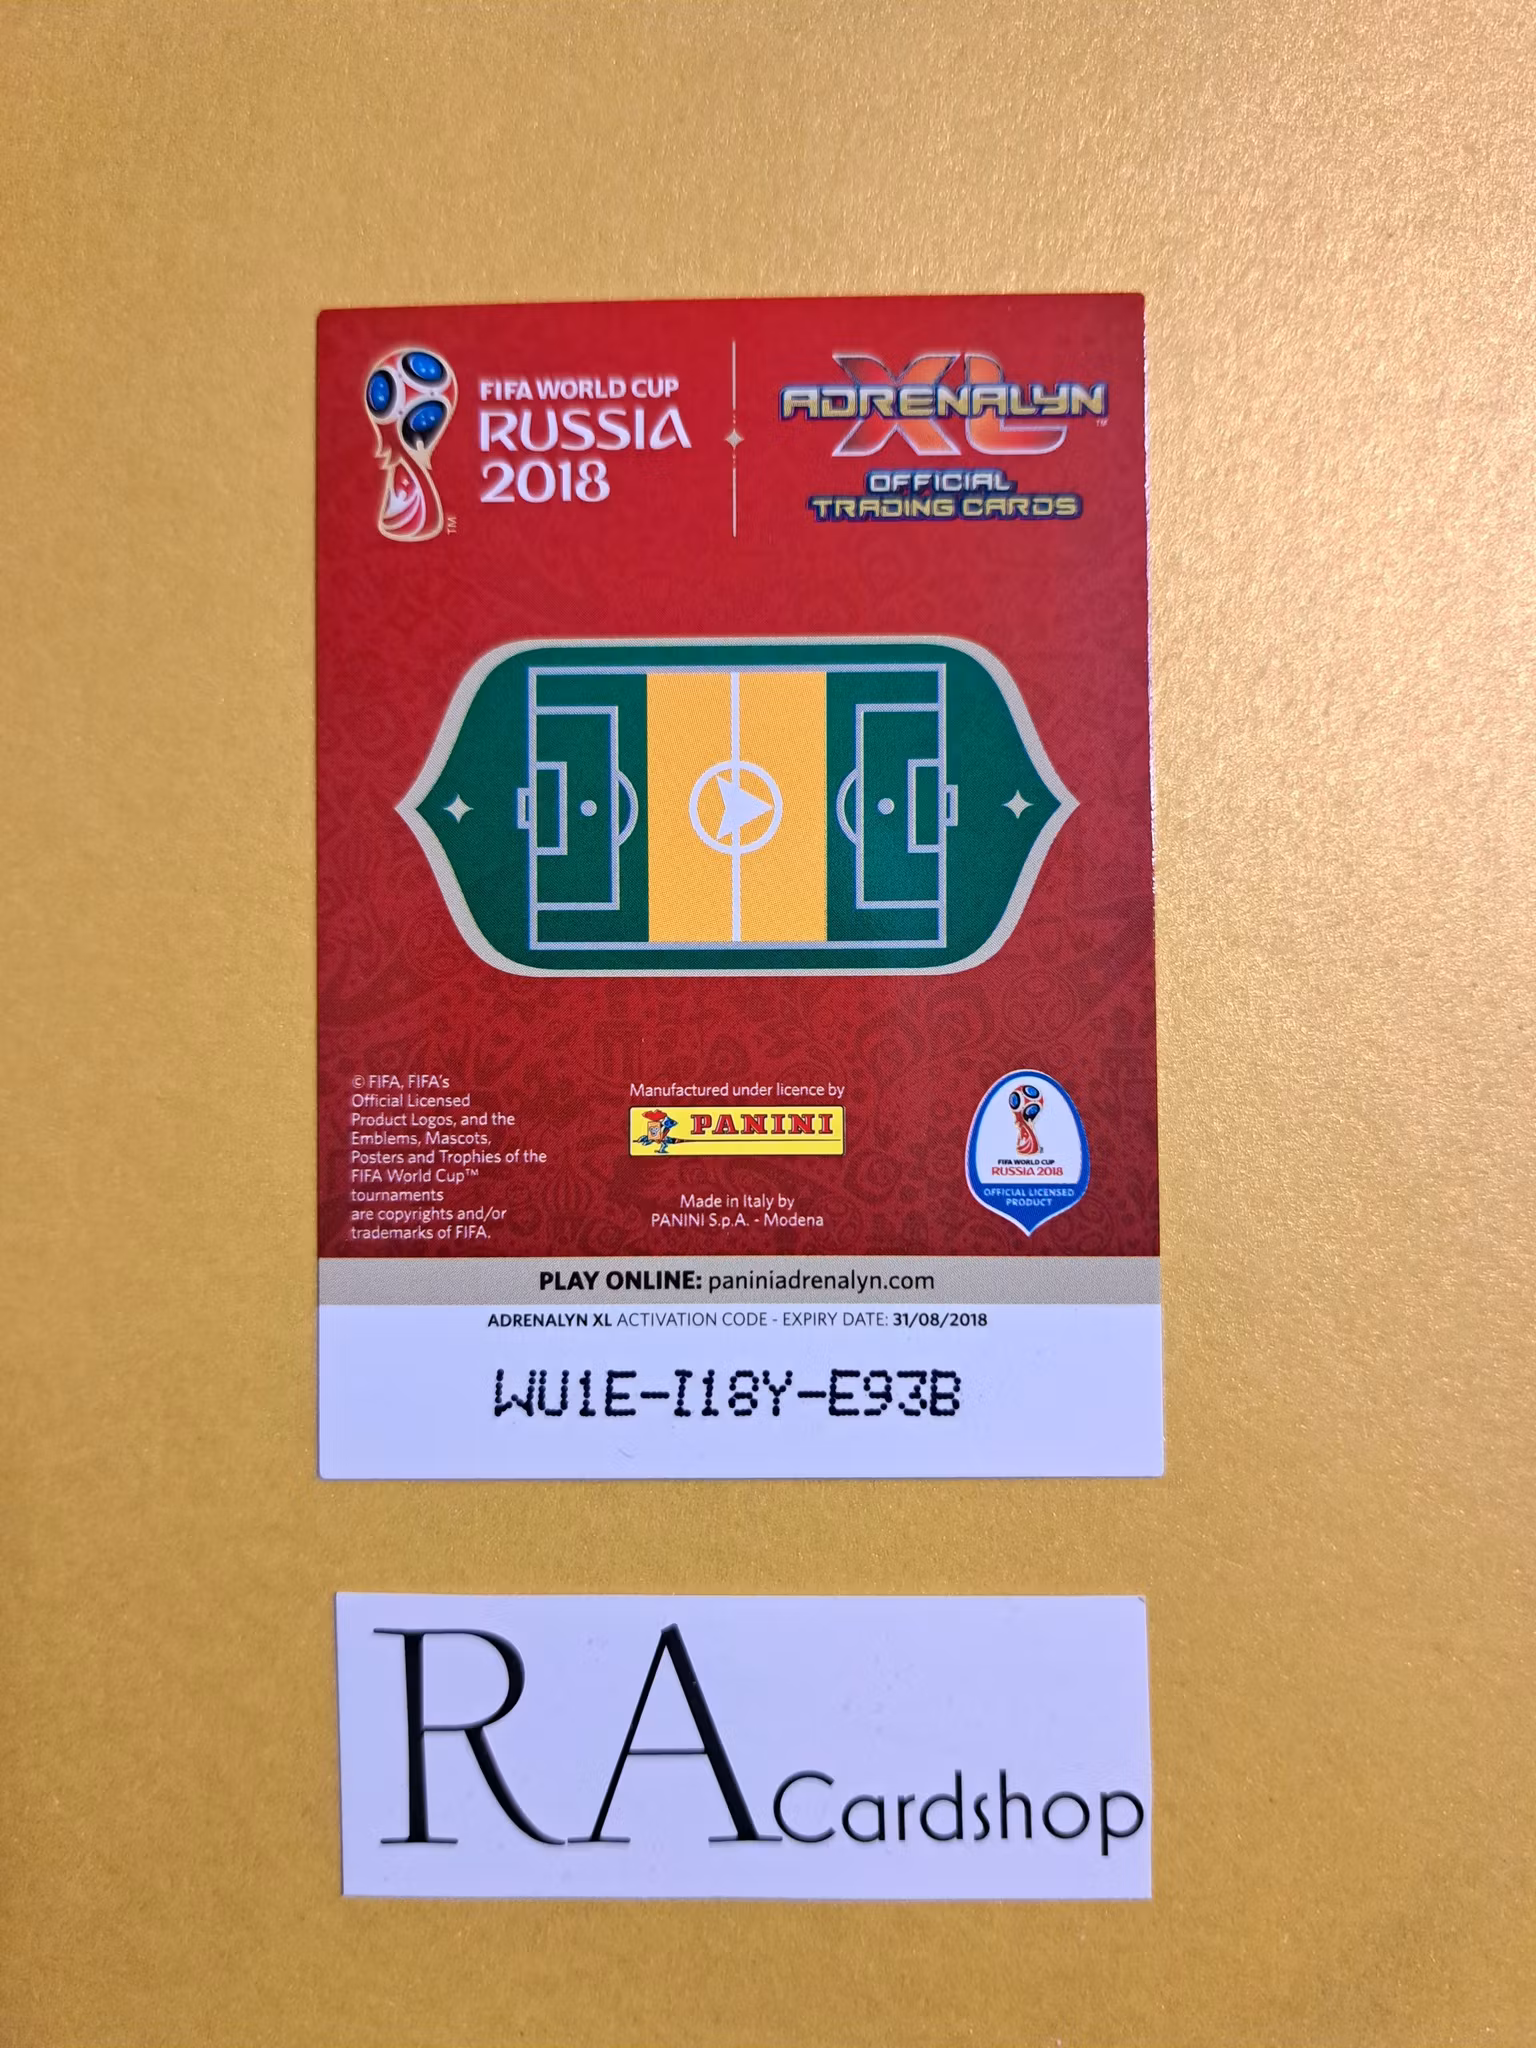 FIFA WORLD CUP
RUSSIA
2018
TM
ADRENALYN
XL
TM
OFFICIAL
TRADING CARDS
© FIFA, FIFA's
Official Licensed
Product Logos, and the
Emblems, Mascots,
Posters and Trophies of the
FIFA World Cup™
tournaments
are copyrights and/or
trademarks of FIFA.
Manufactured under licence by
PANINI
Made in Italy by
PANINI S.p.A. - Modena
FIFA WORLD CUP
RUSSIA 2018
OFFICIAL LICENSED
PRODUCT
PLAY ONLINE: paniniadrenalyn.com
ADRENALYN XL ACTIVATION CODE - EXPIRY DATE: 31/08/2018
WU1E-I18Y-E93B
RA Cardshop